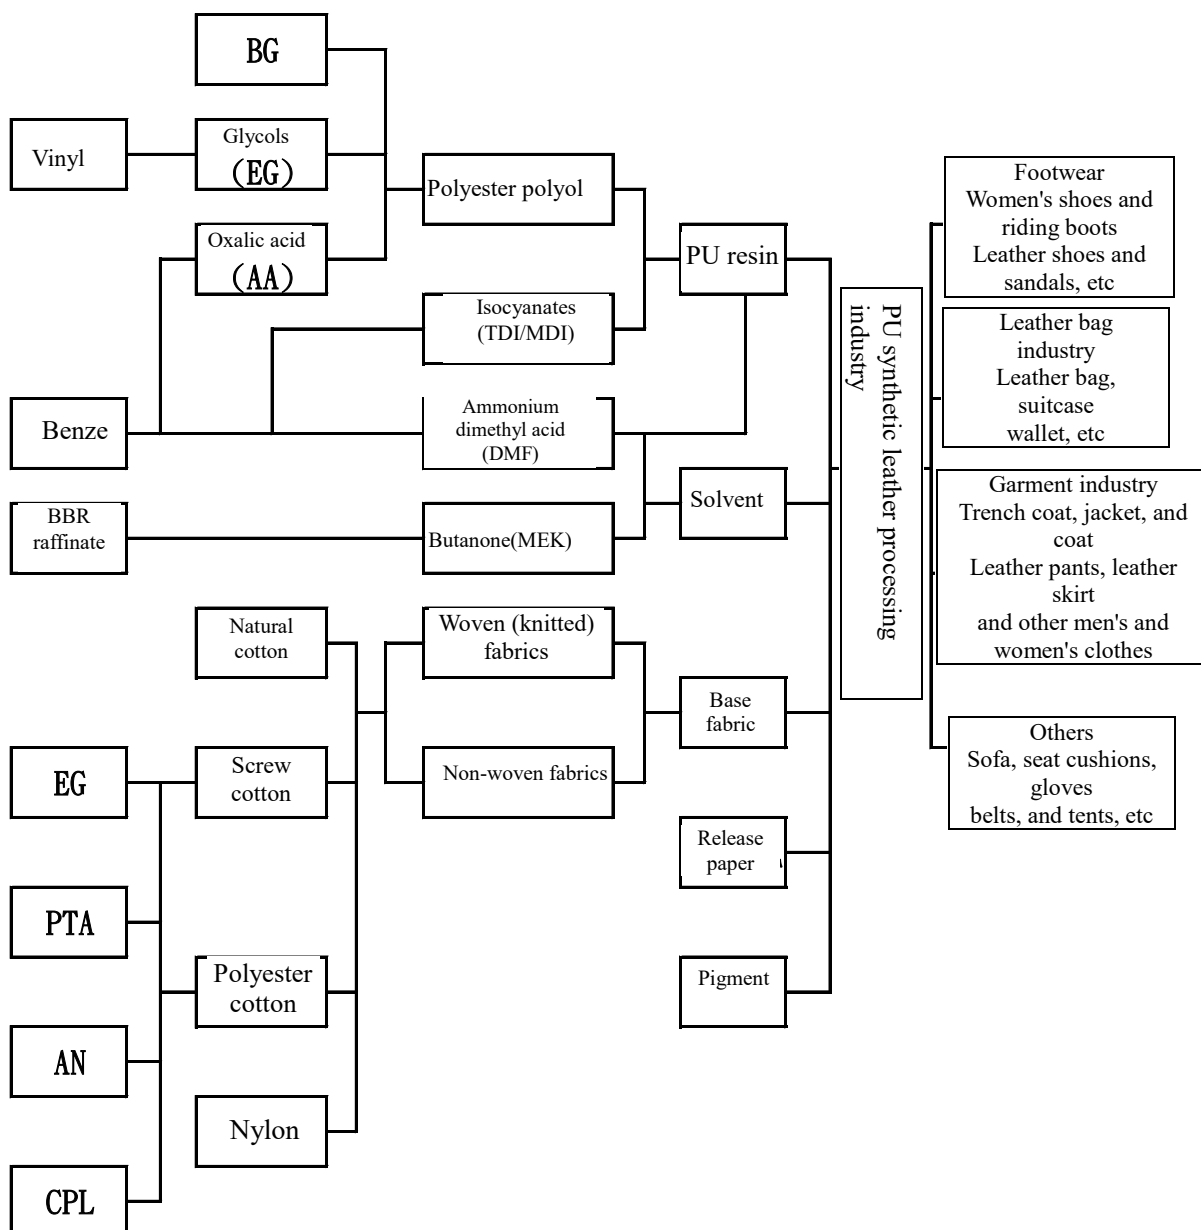 BG
Vinyl
Glycols
(EG)
Oxalic acid
(AA)
Benze
BBR
raffinate
Polyester polyol
Isocyanates
(TDI/MDI)
Ammonium
dimethyl acid
(DMF)
Butanone(MEK)
PU resin
Solvent
Natural
cotton
Screw
cotton
Polyester
cotton
Nylon
EG
PTA
AN
CPL
Woven (knitted)
fabrics
Non-woven fabrics
Base
fabric
Release
paper
Pigment
PU synthetic leather processing
industry
Footwear
Women's shoes and
riding boots
Leather shoes and
sandals, etc
Leather bag
industry
Leather bag,
suitcase
wallet, etc
Garment industry
Trench coat, jacket, and
coat
Leather pants, leather
skirt
and other men's and
women's clothes
Others
Sofa, seat cushions,
gloves
belts, and tents, etc